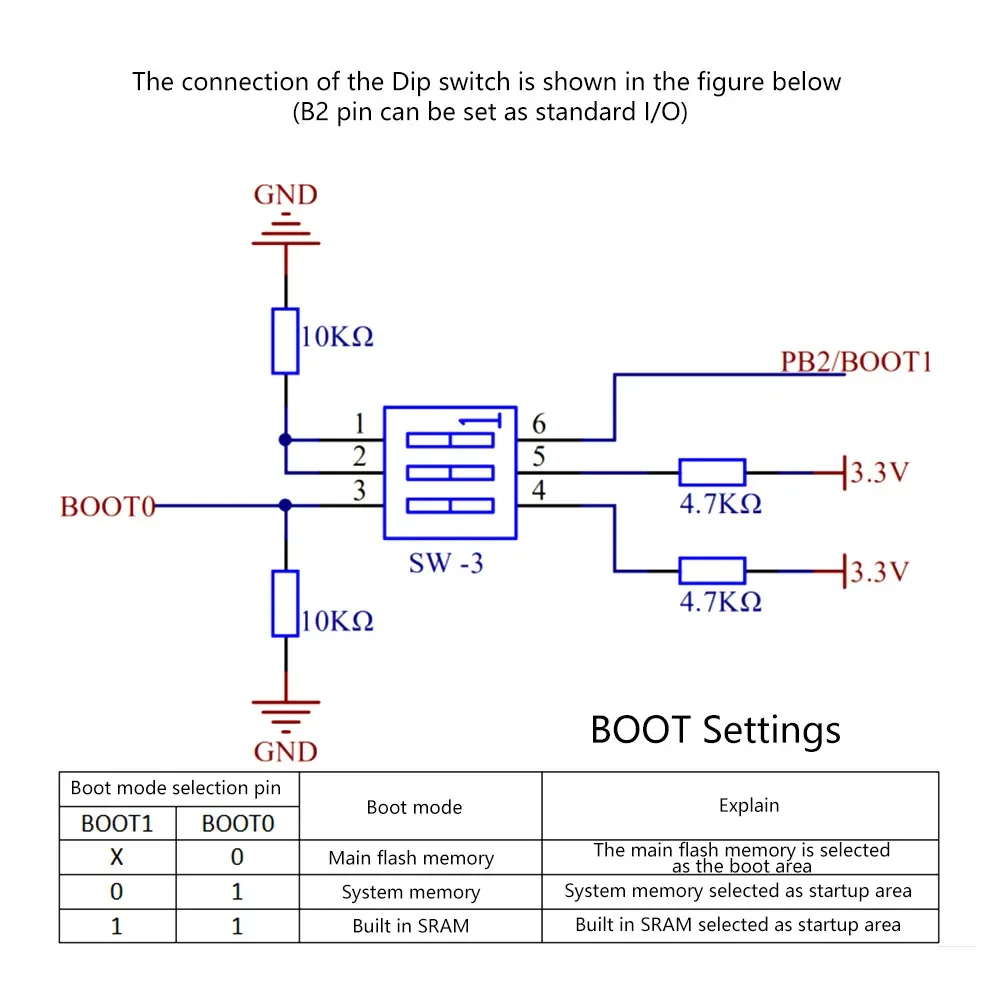 The connection of the Dip switch is shown in the figure below
(B2 pin can be set as standard I/O)
GND
10KΩ
PB2/BOOT1
1
1
6
2
5
3.3V
3
4
BOOT0
4.7KΩ
SW -3
3.3V
4.7KΩ
10KΩ
GND
BOOT Settings
Boot mode selection pin
Boot mode
Explain
BOOT1 BOOT0
X 0 Main flash memory The main flash memory is selected
as the boot area
0 1 System memory System memory selected as startup area
1 1 Built in SRAM Built in SRAM selected as startup area